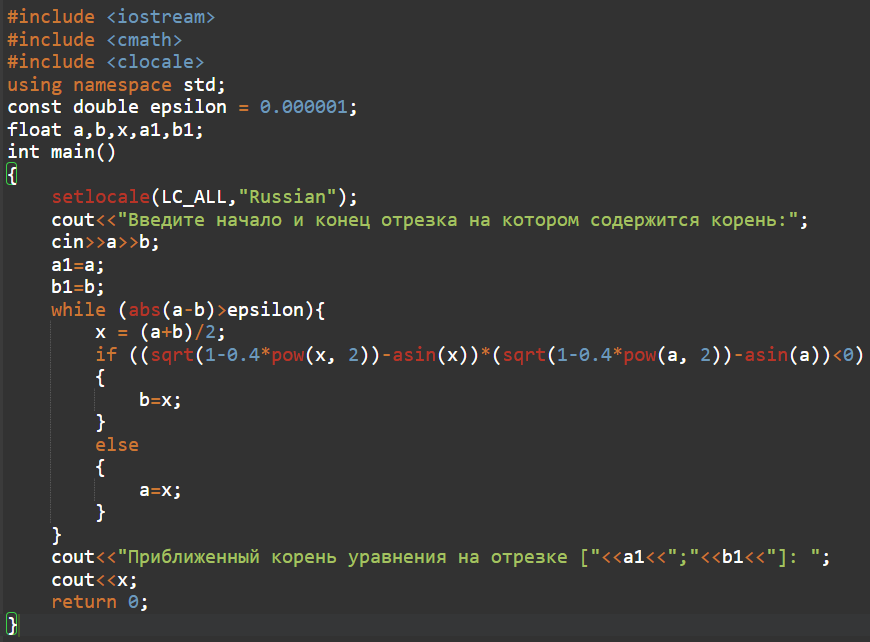 #include <iostream>
#include <cmath>
#include <clocale>
using namespace std;
const double epsilon = 0.000001;
float a,b,x,a1,b1;
int main()
{
    setlocale(LC_ALL,"Russian");
    cout<<"Введите начало и конец отрезка на котором содержится корень:";
    cin>>a>>b;
    a1=a;
    b1=b;
    while (abs(a-b)>epsilon){
        x = (a+b)/2;
        if ((sqrt(1-0.4*pow(x, 2))-asin(x))*(sqrt(1-0.4*pow(a, 2))-asin(a))<0)
        {
            b=x;
        }
        else
        {
            a=x;
        }
    }
    cout<<"Приближенный корень уравнения на отрезке ["<<a1<<";"<<b1<<"]: ";
    cout<<x;
    return 0;
}